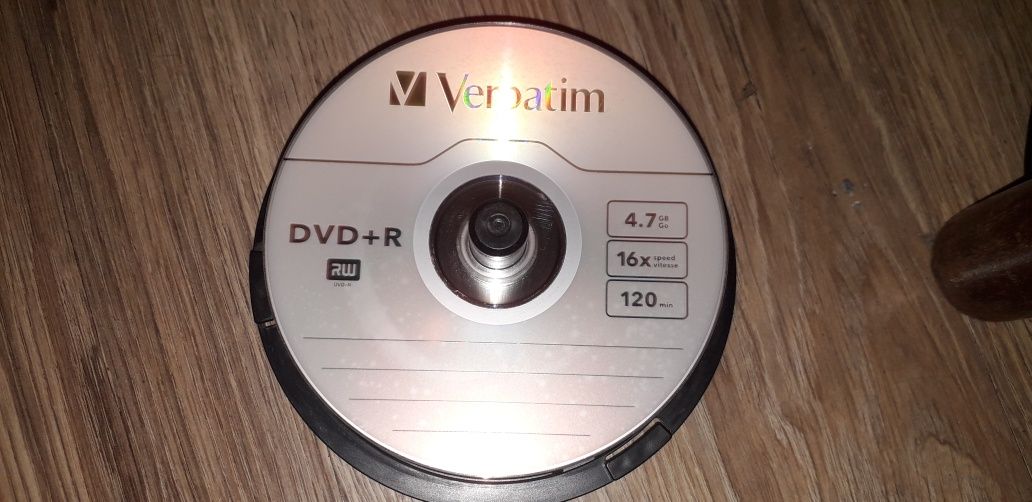 Verbatim
DVD+R
RW
DVD+R
4.7 GB Go
16x speed vitesse
120 min